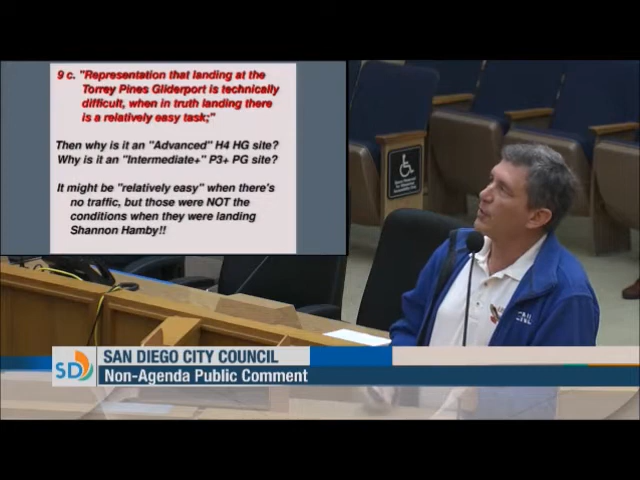 9 c. "Representation that landing at the
Torrey Pines Gliderport is technically
difficult, when in truth landing there
is a relatively easy task;"
Then why is it an "Advanced" H4 HG site?
Why is it an "Intermediate+" P3+ PG site?
It might be "relatively easy" when there's
no traffic, but those were NOT the
conditions when they were landing
Shannon Hamby!!
SD
SAN DIEGO CITY COUNCIL
Non-Agenda Public Comment